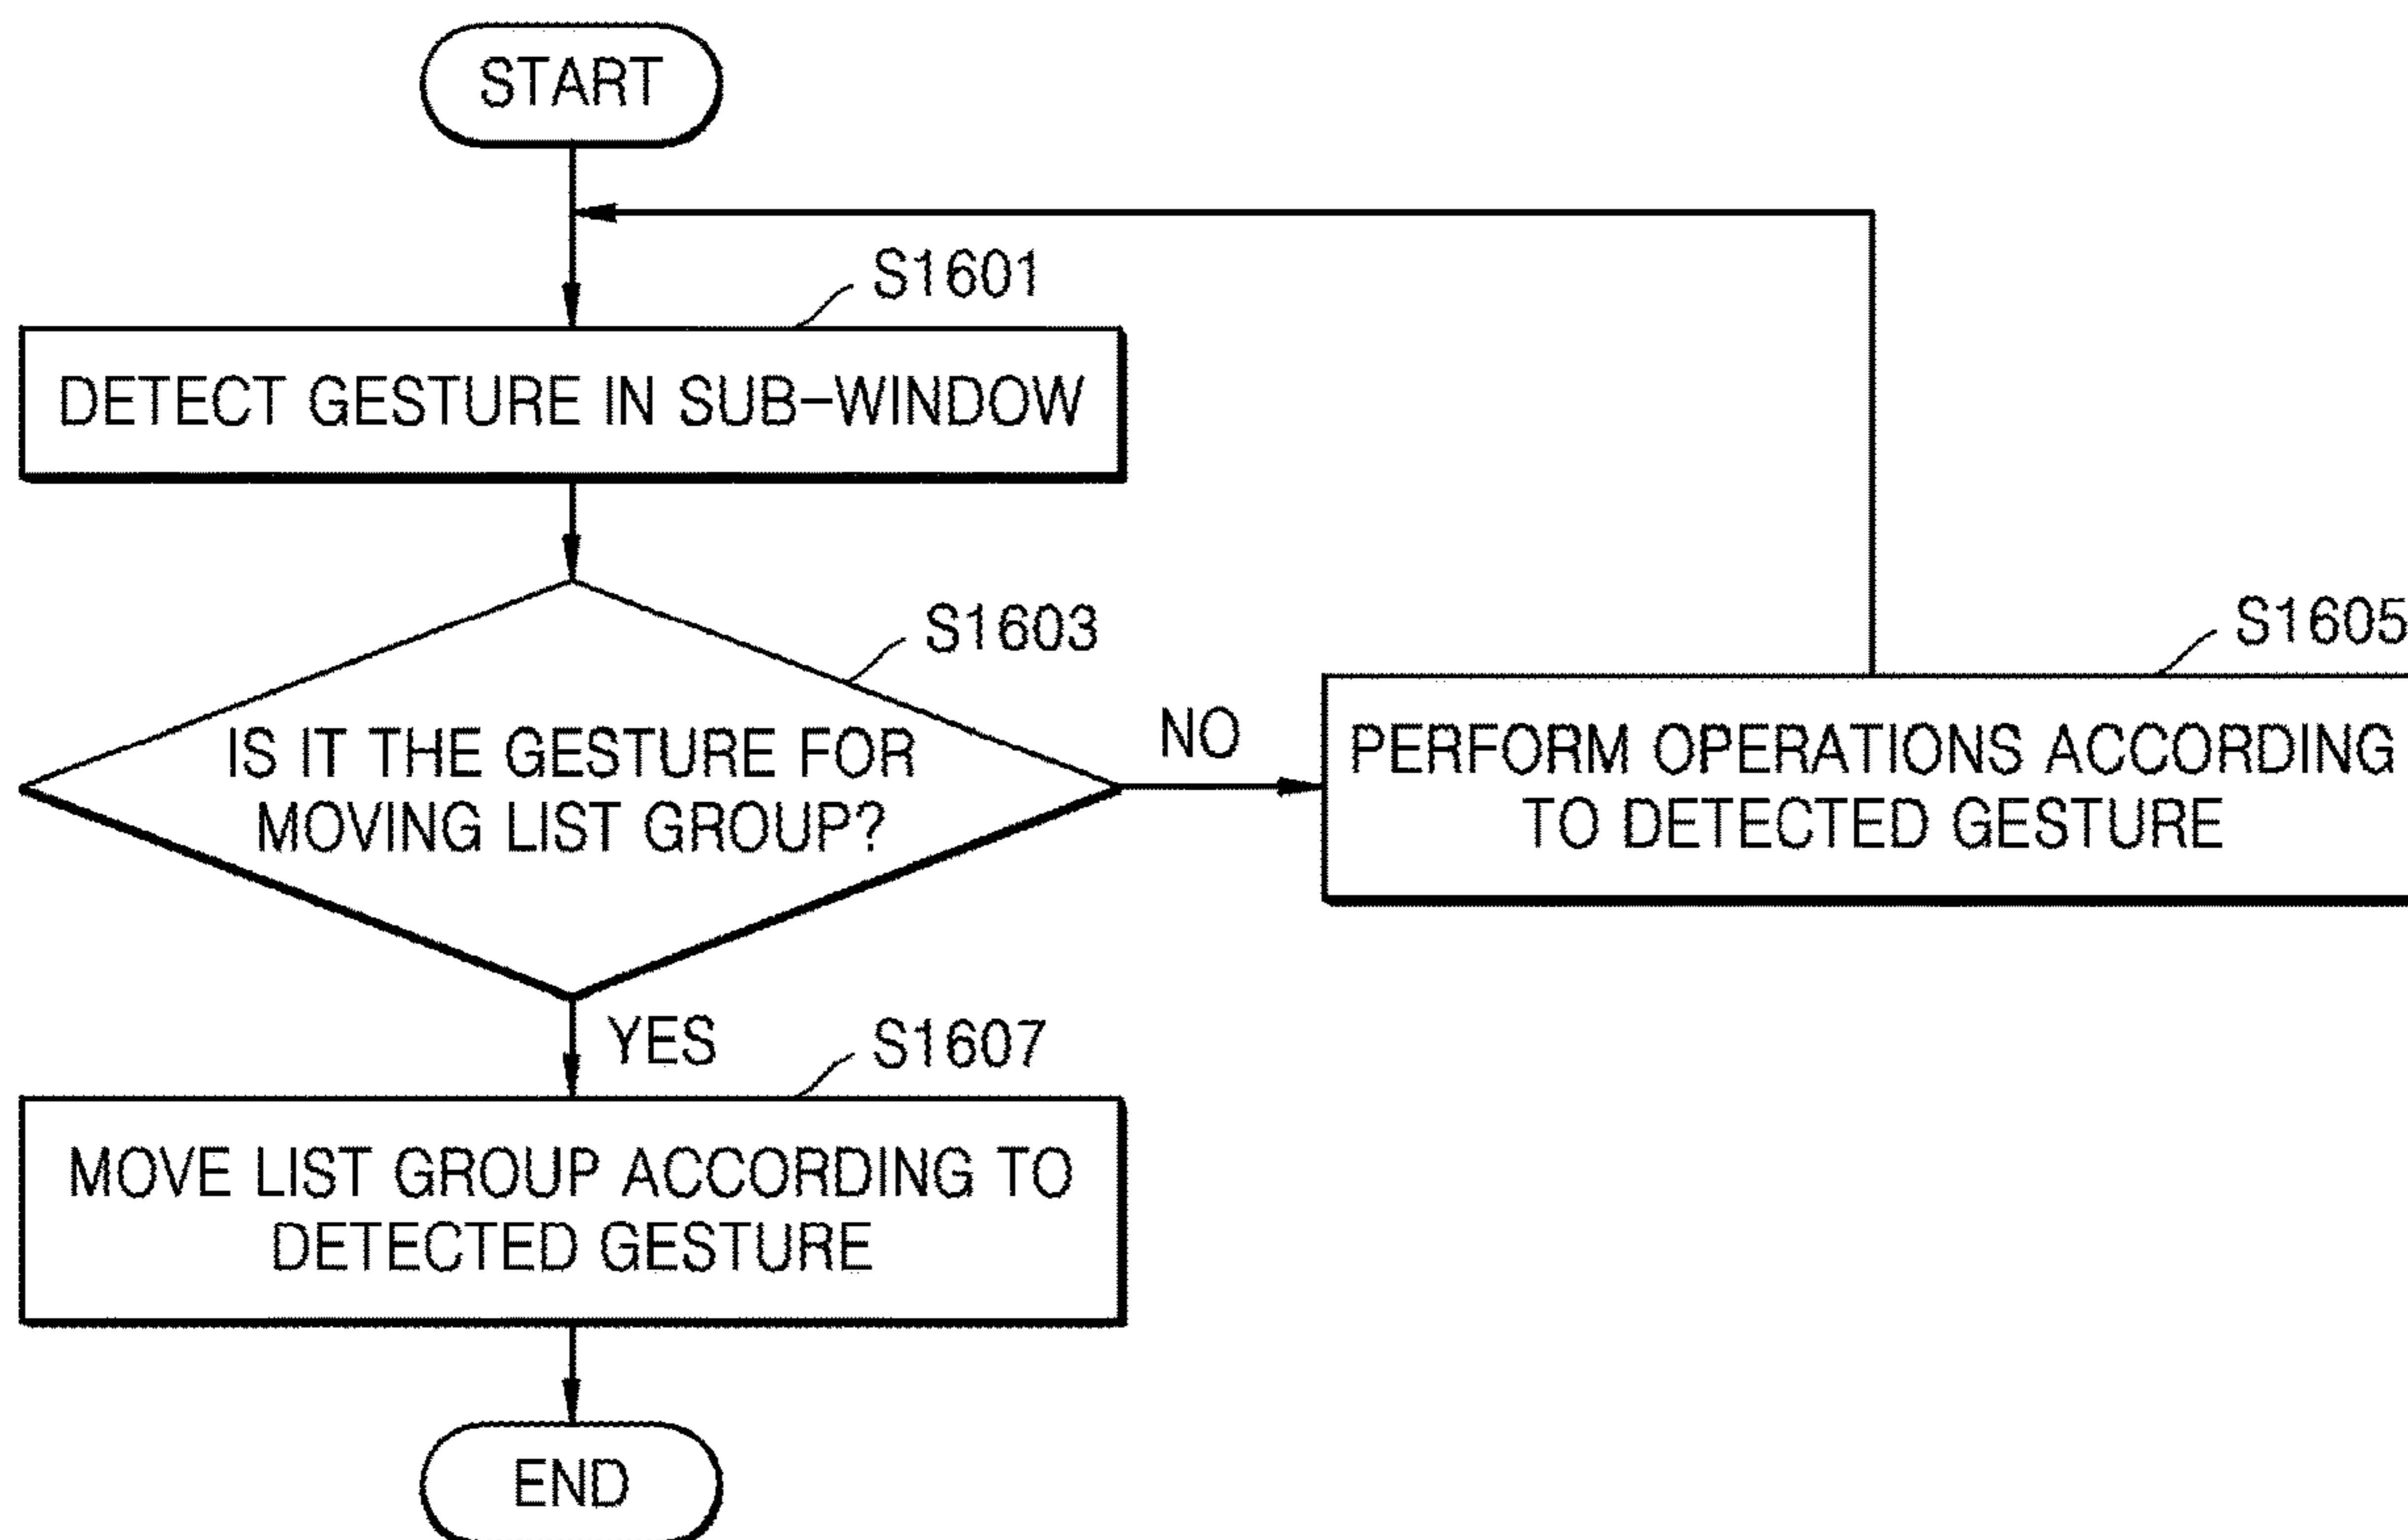 START
S1601
DETECT GESTURE IN SUB-WINDOW
S1603
IS IT THE GESTURE FOR
MOVING LIST GROUP?
NO
S1605
PERFORM OPERATIONS ACCORDING
TO DETECTED GESTURE
YES
S1607
MOVE LIST GROUP ACCORDING TO
DETECTED GESTURE
END